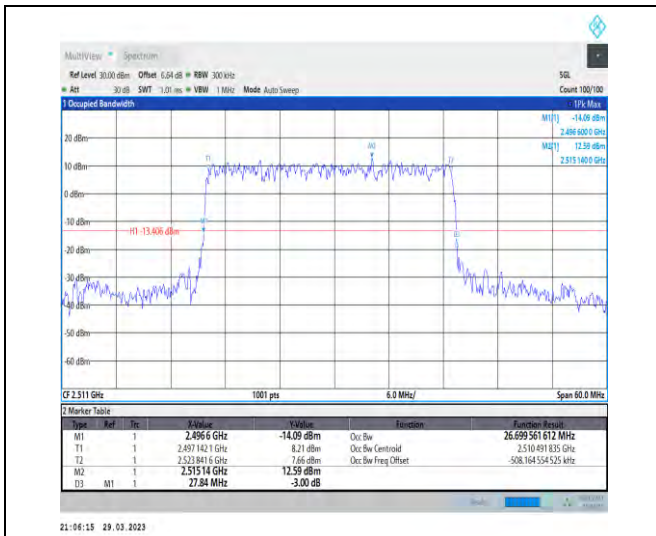 MultiView Spectrum
Ref Level 30.00 dBm Offset 6.64 dB RBW 300 kHz SGL
Att 30 dB SWT 1.01 ms VBW 1 MHz Mode Auto Sweep Count 100/100
1 Occupied Bandwidth 1Pk Max
M1[1] -14.09 dBm
2.496 600 0 GHz
M2[1] 12.59 dBm
2.515 140 0 GHz
20 dBm
M2
T1 T2
10 dBm
0 dBm
-10 dBm
H1 -13.406 dBm
D3
-20 dBm
-30 dBm
-40 dBm
-50 dBm
-60 dBm
CF 2.511 GHz 1001 pts 6.0 MHz/ Span 60.0 MHz
2 Marker Table
Type Ref Trc X-Value Y-Value Function Function Result
M1 1 2.496 6 GHz -14.09 dBm Occ Bw 26.699 561 612 MHz
T1 1 2.497 142 1 GHz 8.21 dBm Occ Bw Centroid 2.510 491 835 GHz
T2 1 2.523 841 6 GHz 7.66 dBm Occ Bw Freq Offset -508.164 554 525 kHz
M2 1 2.515 14 GHz 12.59 dBm
D3 M1 1 27.84 MHz -3.00 dB
21:06:15 29.03.2023